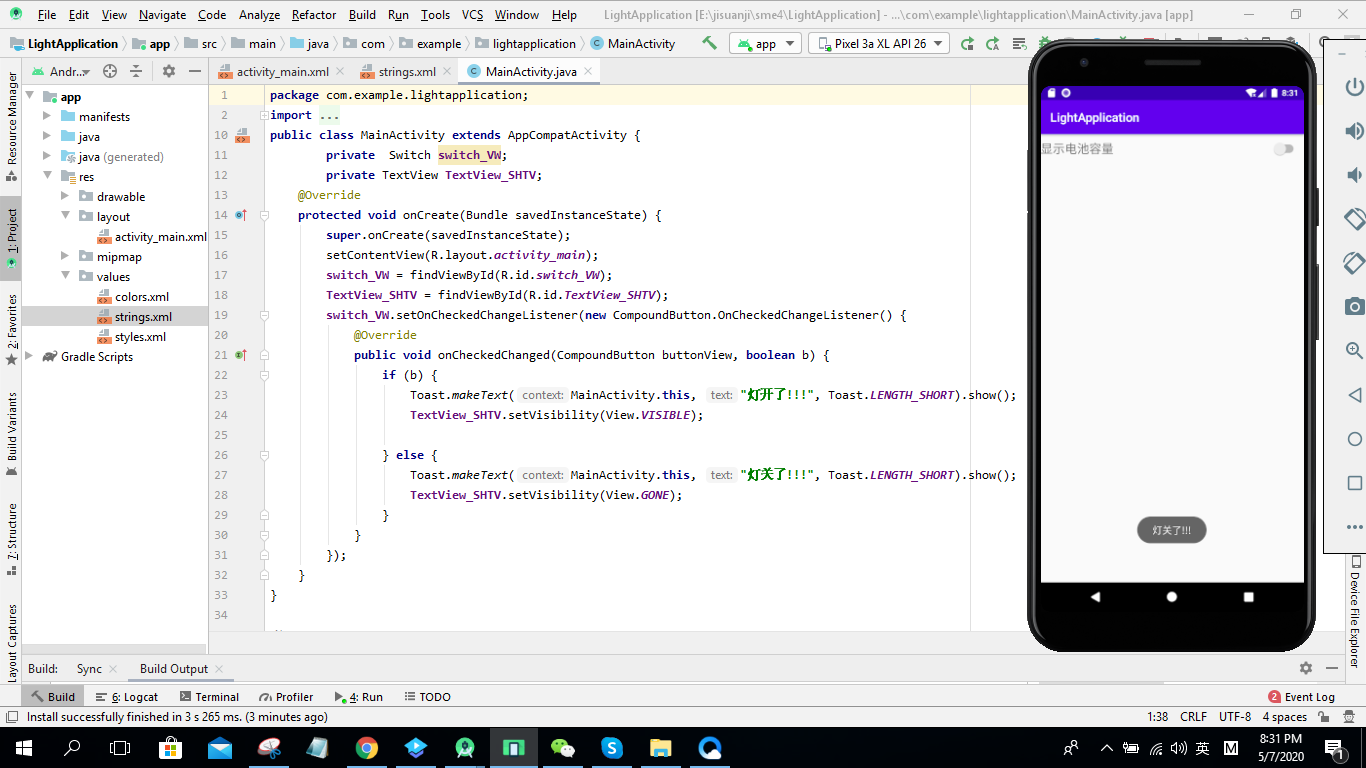 File Edit View Navigate Code Analyze Refactor Build Run Tools VCS Window Help LightApplication [E:\jisuanji\sme4\LightApplication] - ...\com\example\lightapplication\MainActivity.java [app]
LightApplication app src main java com example lightapplication MainActivity app Pixel 3a XL API 26
Andr... activity_main.xml strings.xml MainActivity.java
Resource Manager
1: Project
2: Favorites
Build Variants
7: Structure
Layout Captures
app
manifests
java
java (generated)
res
drawable
layout
activity_main.xml
mipmap
values
colors.xml
strings.xml
styles.xml
Gradle Scripts
1 package com.example.lightapplication;
2 import ...
10 public class MainActivity extends AppCompatActivity {
11 private  Switch switch_VW;
12 private TextView TextView_SHTV;
13 @Override
14 protected void onCreate(Bundle savedInstanceState) {
15 super.onCreate(savedInstanceState);
16 setContentView(R.layout.activity_main);
17 switch_VW = findViewById(R.id.switch_VW);
18 TextView_SHTV = findViewById(R.id.TextView_SHTV);
19 switch_VW.setOnCheckedChangeListener(new CompoundButton.OnCheckedChangeListener() {
20 @Override
21 public void onCheckedChanged(CompoundButton buttonView, boolean b) {
22 if (b) {
23 Toast.makeText( context: MainActivity.this, text: "灯开了!!!", Toast.LENGTH_SHORT).show();
24 TextView_SHTV.setVisibility(View.VISIBLE);
25
26 } else {
27 Toast.makeText( context: MainActivity.this, text: "灯关了!!!", Toast.LENGTH_SHORT).show();
28 TextView_SHTV.setVisibility(View.GONE);
29 }
30 }
31 });
32 }
33 }
34
8:31
LightApplication
显示电池容量
灯关了!!!
Device File Explorer
Build: Sync Build Output
Build 6: Logcat Terminal Profiler 4: Run TODO 2 Event Log
Install successfully finished in 3 s 265 ms. (3 minutes ago) 1:38 CRLF UTF-8 4 spaces
英 M 8:31 PM
5/7/2020
1